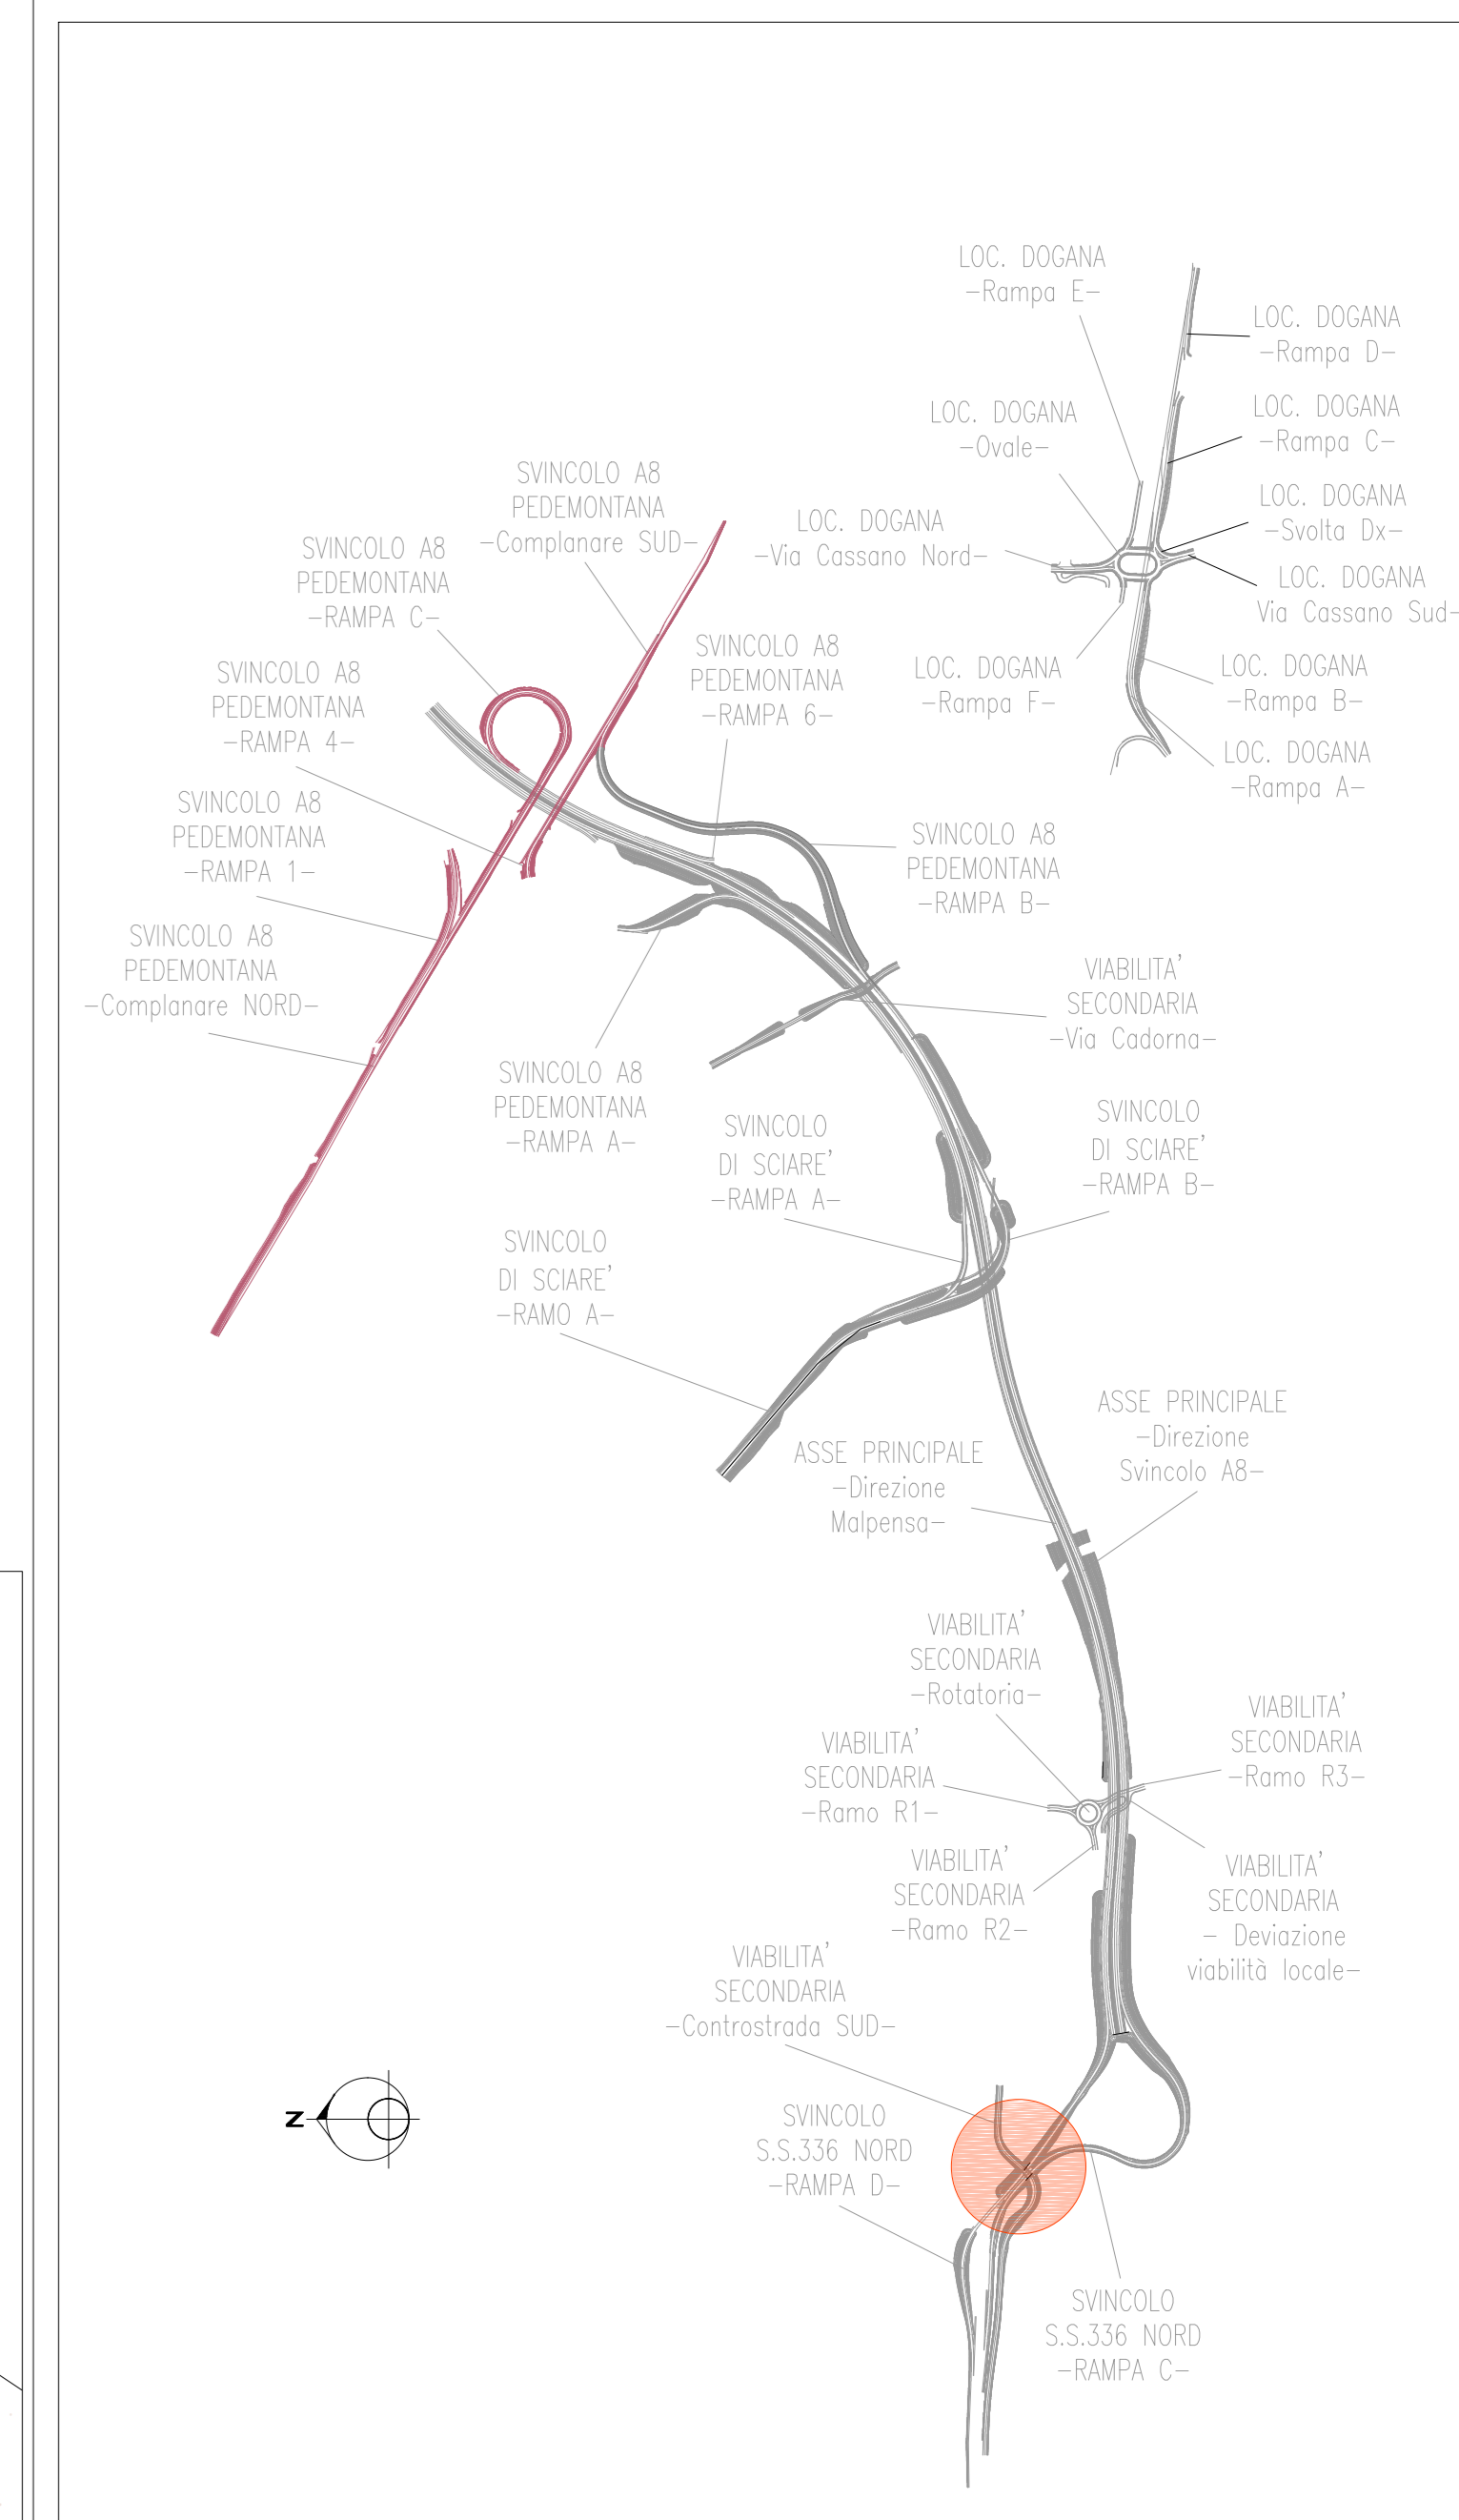 LOC. DOGANA
-Rampa E-
LOC. DOGANA
-Rampa D-
LOC. DOGANA
-Ovale-
LOC. DOGANA
-Rampa C-
SVINCOLO A8
PEDEMONTANA
-Complanare SUD-
LOC. DOGANA
-Via Cassano Nord-
LOC. DOGANA
-Svolta Dx-
SVINCOLO A8
PEDEMONTANA
-RAMPA C-
LOC. DOGANA
Via Cassano Sud-
SVINCOLO A8
PEDEMONTANA
-RAMPA 4-
SVINCOLO A8
PEDEMONTANA
-RAMPA 6-
LOC. DOGANA
-Rampa F-
LOC. DOGANA
-Rampa B-
LOC. DOGANA
-Rampa A-
SVINCOLO A8
PEDEMONTANA
-RAMPA 1-
SVINCOLO A8
PEDEMONTANA
-RAMPA B-
SVINCOLO A8
PEDEMONTANA
-Complanare NORD-
VIABILITA'
SECONDARIA
-Via Cadorna-
SVINCOLO A8
PEDEMONTANA
-RAMPA A-
SVINCOLO
DI SCIARE'
-RAMPA A-
SVINCOLO
DI SCIARE'
-RAMPA B-
SVINCOLO
DI SCIARE'
-RAMO A-
ASSE PRINCIPALE
-Direzione
Svincolo A8-
ASSE PRINCIPALE
-Direzione
Malpensa-
VIABILITA'
SECONDARIA
-Rotatoria-
VIABILITA'
SECONDARIA
-Ramo R3-
VIABILITA'
SECONDARIA
-Ramo R1-
VIABILITA'
SECONDARIA
-Ramo R2-
VIABILITA'
SECONDARIA
- Deviazione
viabilità locale-
VIABILITA'
SECONDARIA
-Controstrada SUD-
N
SVINCOLO
S.S.336 NORD
-RAMPA D-
SVINCOLO
S.S.336 NORD
-RAMPA C-